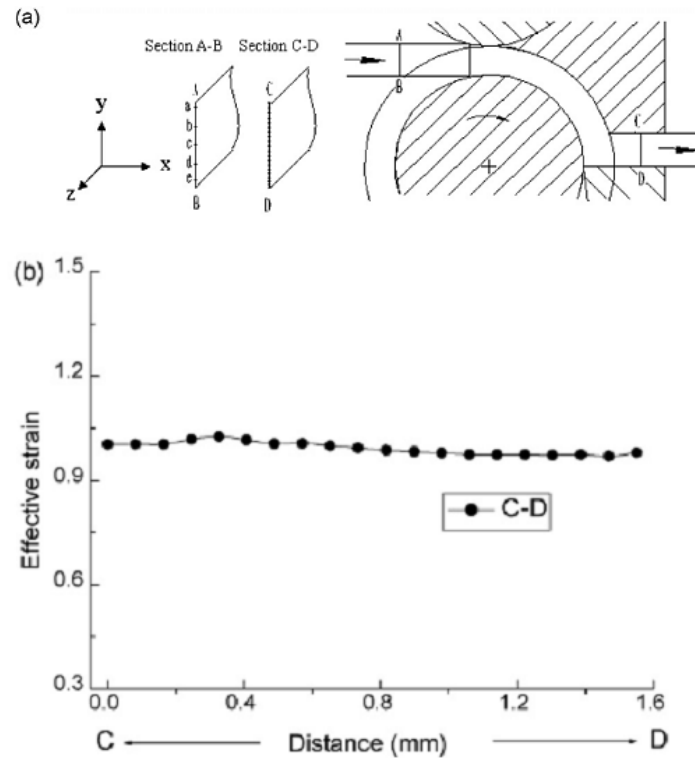 (a)
Section A-B Section C-D
y
x
z
A
a
b
c
d
e
B
C
D
A
B
C
D
(b)
1.5
1.2
0.9
0.6
0.3
Effective strain
C-D
0.0 0.4 0.8 1.2 1.6
C Distance (mm) D